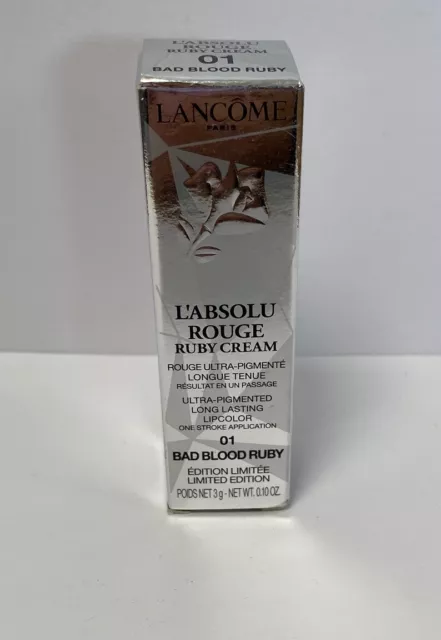 L'ABSOLU
ROUGE
RUBY CREAM
01
BAD BLOOD RUBY
LANCÔME
PARIS
L'ABSOLU
ROUGE
RUBY CREAM
ROUGE ULTRA-PIGMENTÉ
LONGUE TENUE
RÉSULTAT EN UN PASSAGE
ULTRA-PIGMENTED
LONG LASTING
LIPCOLOR
ONE STROKE APPLICATION
01
BAD BLOOD RUBY
ÉDITION LIMITÉE
LIMITED EDITION
POIDS NET 3 g - NET WT. 0.10 OZ.